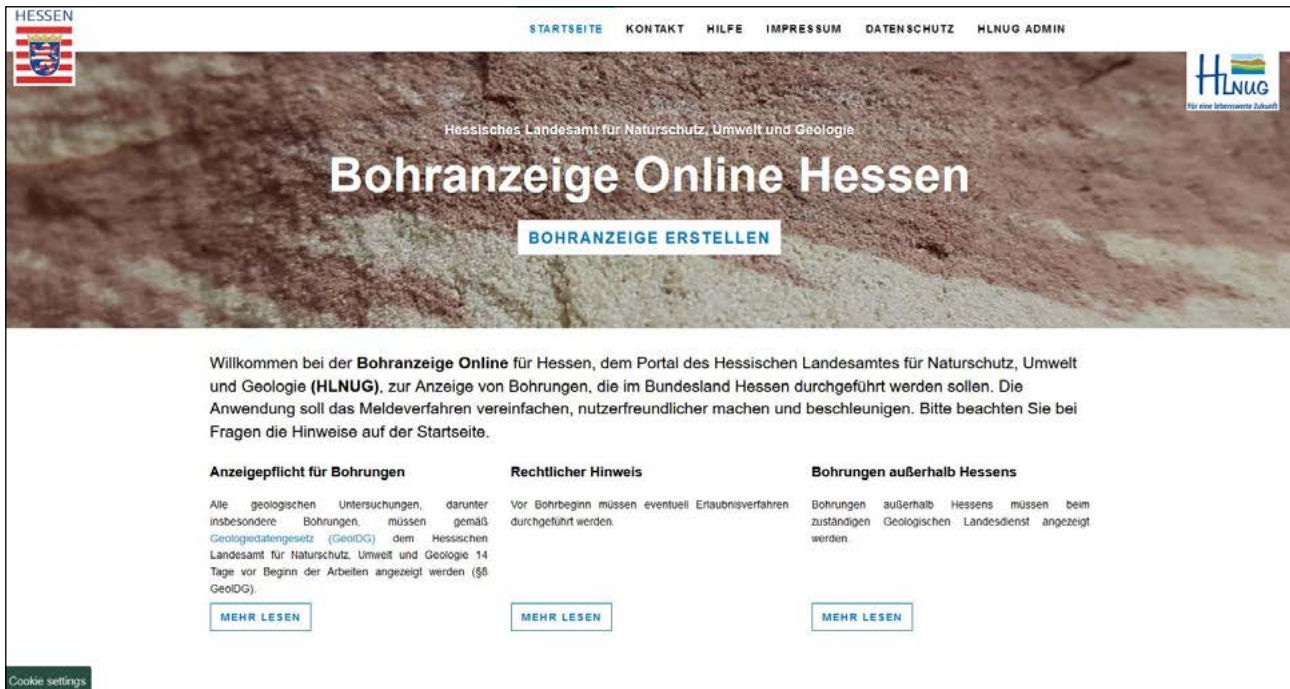 HESSEN
STARTSEITE KONTAKT HILFE IMPRESSUM DATENSCHUTZ HLNUG ADMIN
HLNUG
Für eine lebenswerte Zukunft
Hessisches Landesamt für Naturschutz, Umwelt und Geologie
Bohranzeige Online Hessen
BOHRANZEIGE ERSTELLEN
Willkommen bei der Bohranzeige Online für Hessen, dem Portal des Hessischen Landesamtes für Naturschutz, Umwelt
und Geologie (HLNUG), zur Anzeige von Bohrungen, die im Bundesland Hessen durchgeführt werden sollen. Die
Anwendung soll das Meldeverfahren vereinfachen, nutzerfreundlicher machen und beschleunigen. Bitte beachten Sie bei
Fragen die Hinweise auf der Startseite.
Anzeigepflicht für Bohrungen
Alle geologischen Untersuchungen, darunter
insbesondere Bohrungen, müssen gemäß
Geologiedatengesetz (GeolDG) dem Hessischen
Landesamt für Naturschutz, Umwelt und Geologie 14
Tage vor Beginn der Arbeiten angezeigt werden (§8
GeolDG).
MEHR LESEN
Rechtlicher Hinweis
Vor Bohrbeginn müssen eventuell Erlaubnisverfahren
durchgeführt werden.
MEHR LESEN
Bohrungen außerhalb Hessens
Bohrungen außerhalb Hessens müssen beim
zuständigen Geologischen Landesdienst angezeigt
werden.
MEHR LESEN
Cookie settings